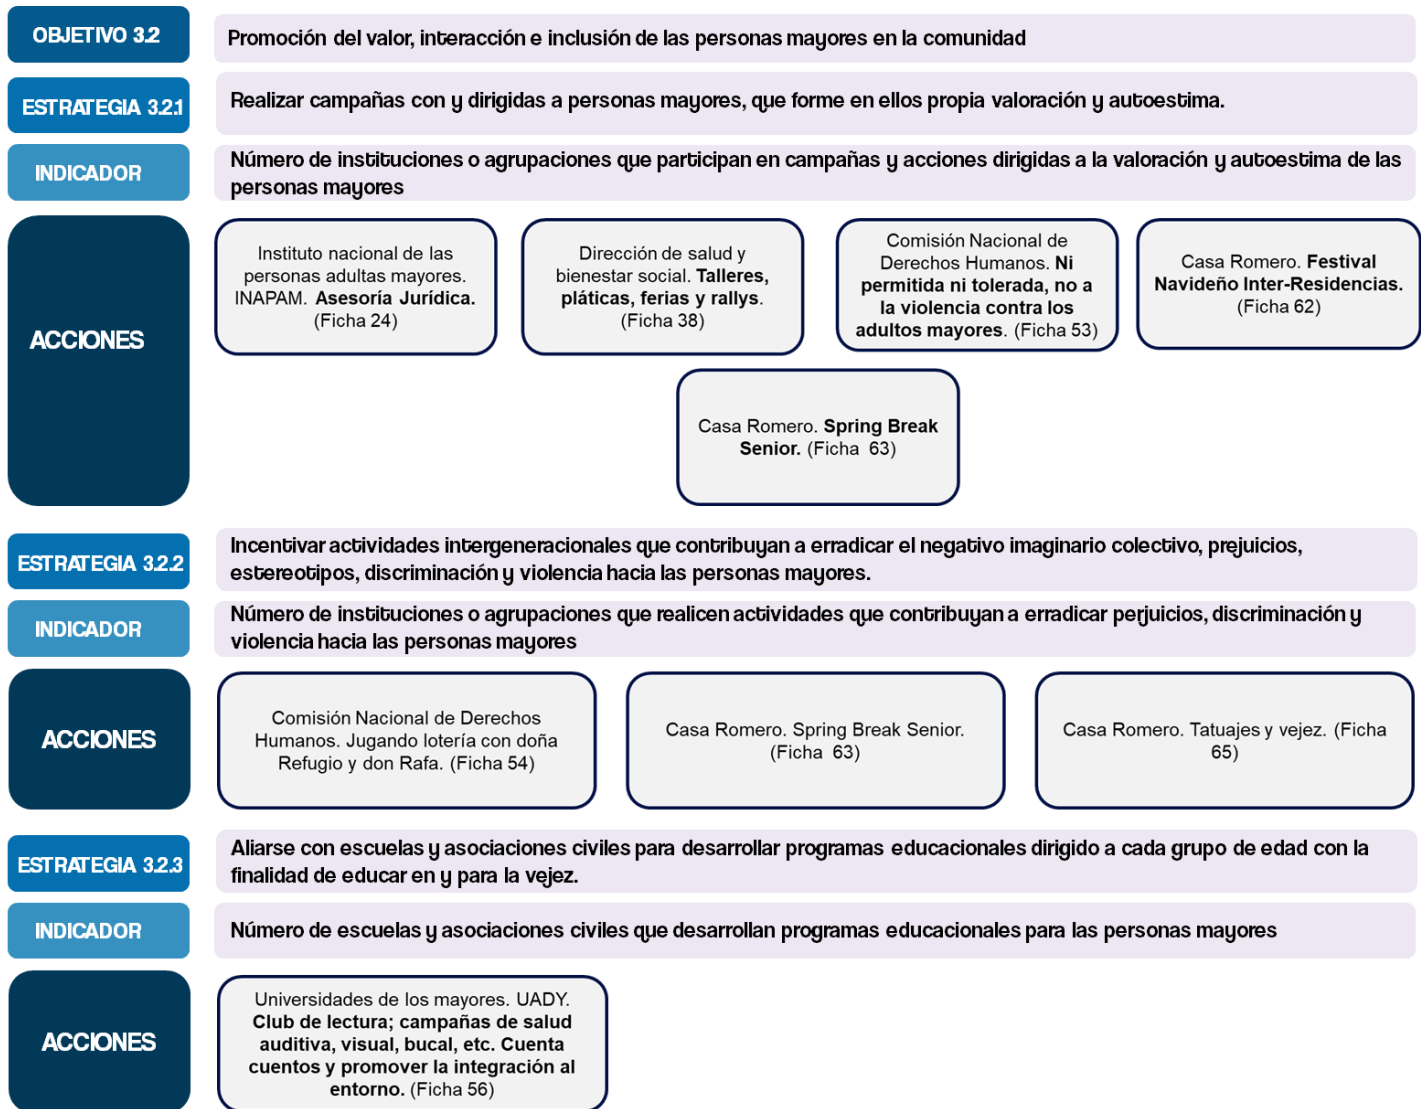 OBJETIVO 3.2
Promoción del valor, interacción e inclusión de las personas mayores en la comunidad
ESTRATEGIA 3.2.1
Realizar campañas con y dirigidas a personas mayores, que forme en ellos propia valoración y autoestima.
INDICADOR
Número de instituciones o agrupaciones que participan en campañas y acciones dirigidas a la valoración y autoestima de las
personas mayores
ACCIONES
Instituto nacional de las
personas adultas mayores.
INAPAM. Asesoría Jurídica.
(Ficha 24)
Dirección de salud y
bienestar social. Talleres,
pláticas, ferias y rallys.
(Ficha 38)
Comisión Nacional de
Derechos Humanos. Ni
permitida ni tolerada, no a
la violencia contra los
adultos mayores. (Ficha 53)
Casa Romero. Festival
Navideño Inter-Residencias.
(Ficha 62)
Casa Romero. Spring Break
Senior. (Ficha 63)
ESTRATEGIA 3.2.2
Incentivar actividades intergeneracionales que contribuyan a erradicar el negativo imaginario colectivo, prejuicios,
estereotipos, discriminación y violencia hacia las personas mayores.
INDICADOR
Número de instituciones o agrupaciones que realicen actividades que contribuyan a erradicar perjuicios, discriminación y
violencia hacia las personas mayores
ACCIONES
Comisión Nacional de Derechos
Humanos. Jugando lotería con doña
Refugio y don Rafa. (Ficha 54)
Casa Romero. Spring Break Senior.
(Ficha 63)
Casa Romero. Tatuajes y vejez. (Ficha
65)
ESTRATEGIA 3.2.3
Aliarse con escuelas y asociaciones civiles para desarrollar programas educacionales dirigido a cada grupo de edad con la
finalidad de educar en y para la vejez.
INDICADOR
Número de escuelas y asociaciones civiles que desarrollan programas educacionales para las personas mayores
ACCIONES
Universidades de los mayores. UADY.
Club de lectura; campañas de salud
auditiva, visual, bucal, etc. Cuenta
cuentos y promover la integración al
entorno. (Ficha 56)